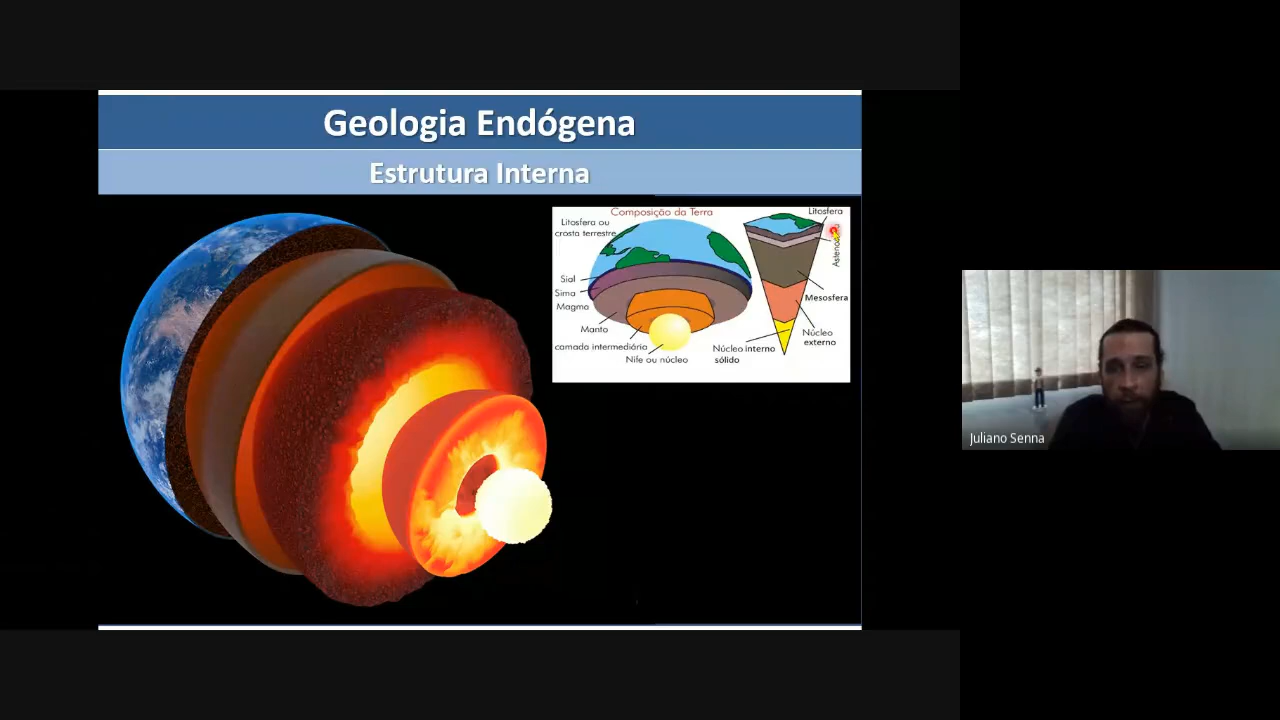 Geologia Endógena
Estrutura Interna
Composição da Terra
Litosfera ou
crosta terrestre
Sial
Sima
Magma
Manto
camada intermediária
Nife ou núcleo
Litosfera
Mesosfera
Núcleo
externo
Núcleo interno
sólido
Juliano Senna